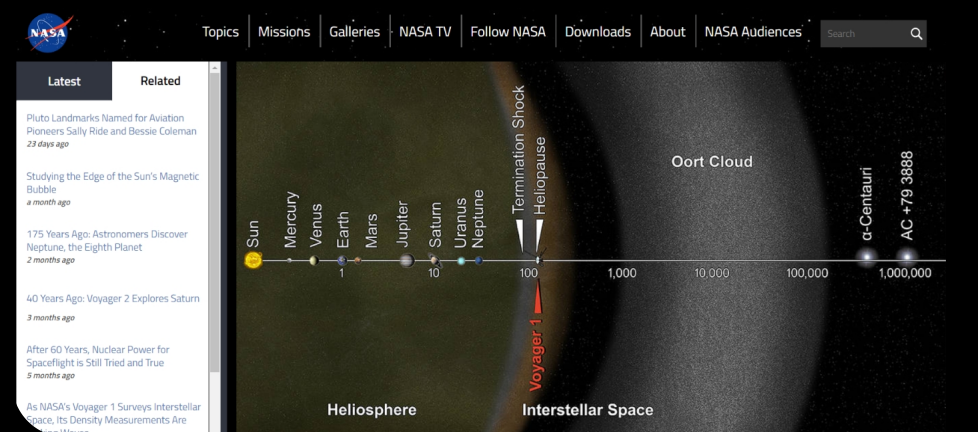 NASA
Topics
Missions
Galleries
NASA TV
Follow NASA
Downloads
About
NASA Audiences
Search
Latest
Related
Pluto Landmarks Named for Aviation
Pioneers Sally Ride and Bessie Coleman
23 days ago
Studying the Edge of the Sun's Magnetic
Bubble
a month ago
175 Years Ago: Astronomers Discover
Neptune, the Eighth Planet
2 months ago
40 Years Ago: Voyager 2 Explores Saturn
3 months ago
After 60 Years, Nuclear Power for
Spaceflight is Still Tried and True
5 months ago
As NASA's Voyager 1 Surveys Interstellar
Space, Its Density Measurements Are
Sun
Mercury
Venus
Earth
Mars
Jupiter
Saturn
Uranus
Neptune
Termination Shock
Heliopause
Oort Cloud
α-Centauri
AC +79 3888
1
10
100
1,000
10,000
100,000
1,000,000
Voyager 1
Heliosphere
Interstellar Space